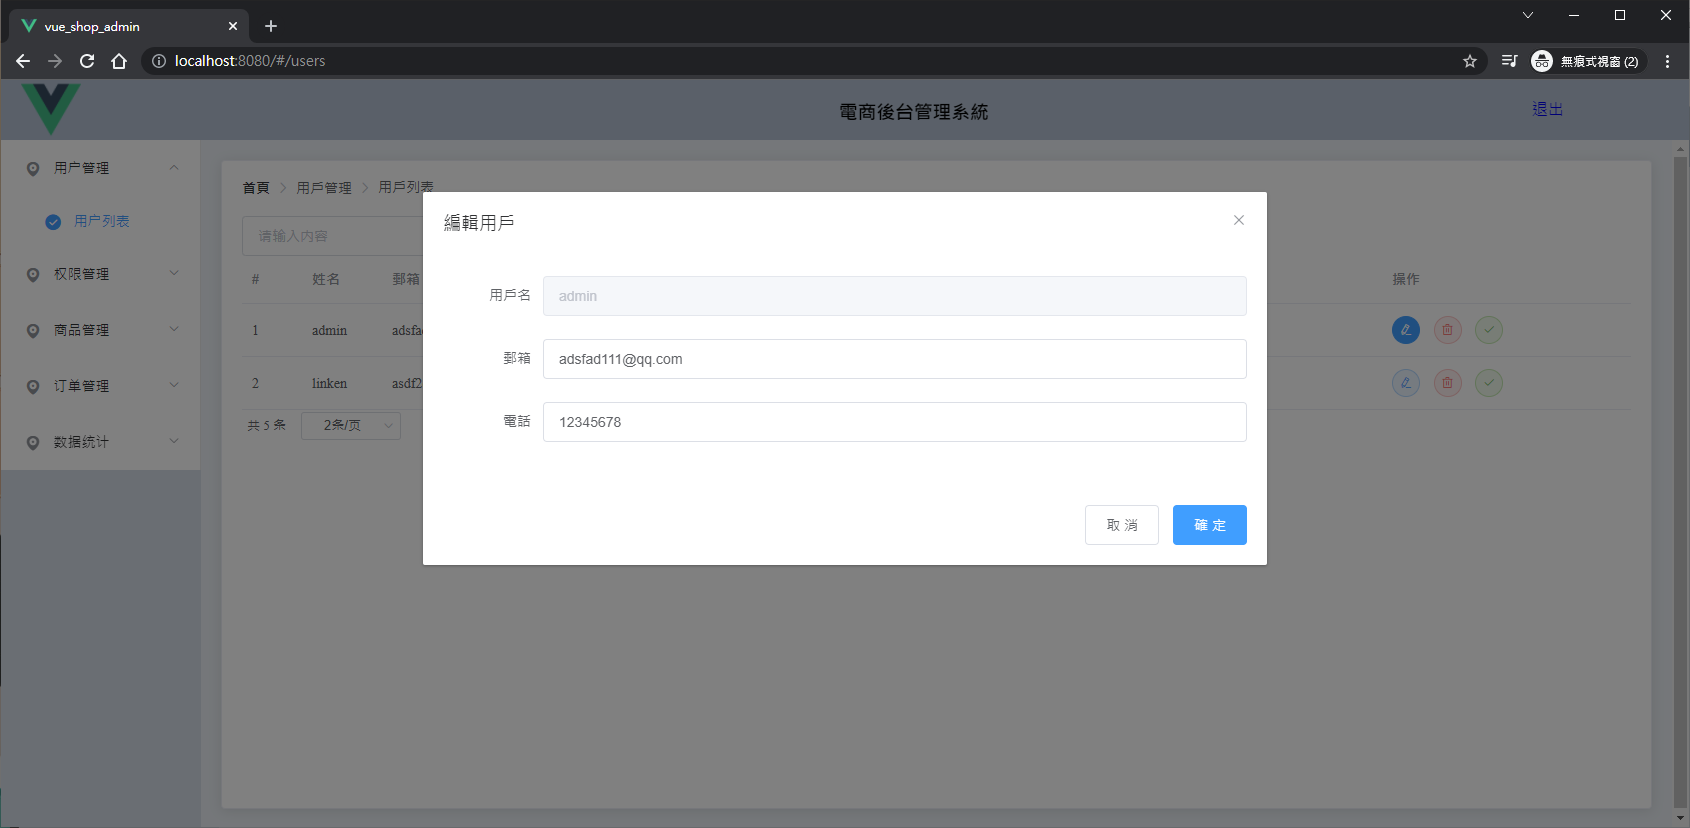 vue_shop_admin
localhost:8080/#/users
無痕式視窗 (2)
電商後台管理系統
退出
用户管理
用户列表
权限管理
商品管理
订单管理
数据统计
首頁 > 用戶管理 > 用戶列表
请输入内容
# 姓名 郵箱 操作
1 admin adsfa
2 linken asdf2
共 5 条 2条/页
編輯用戶
用戶名 admin
郵箱 adsfad111@qq.com
電話 12345678
取 消 確 定